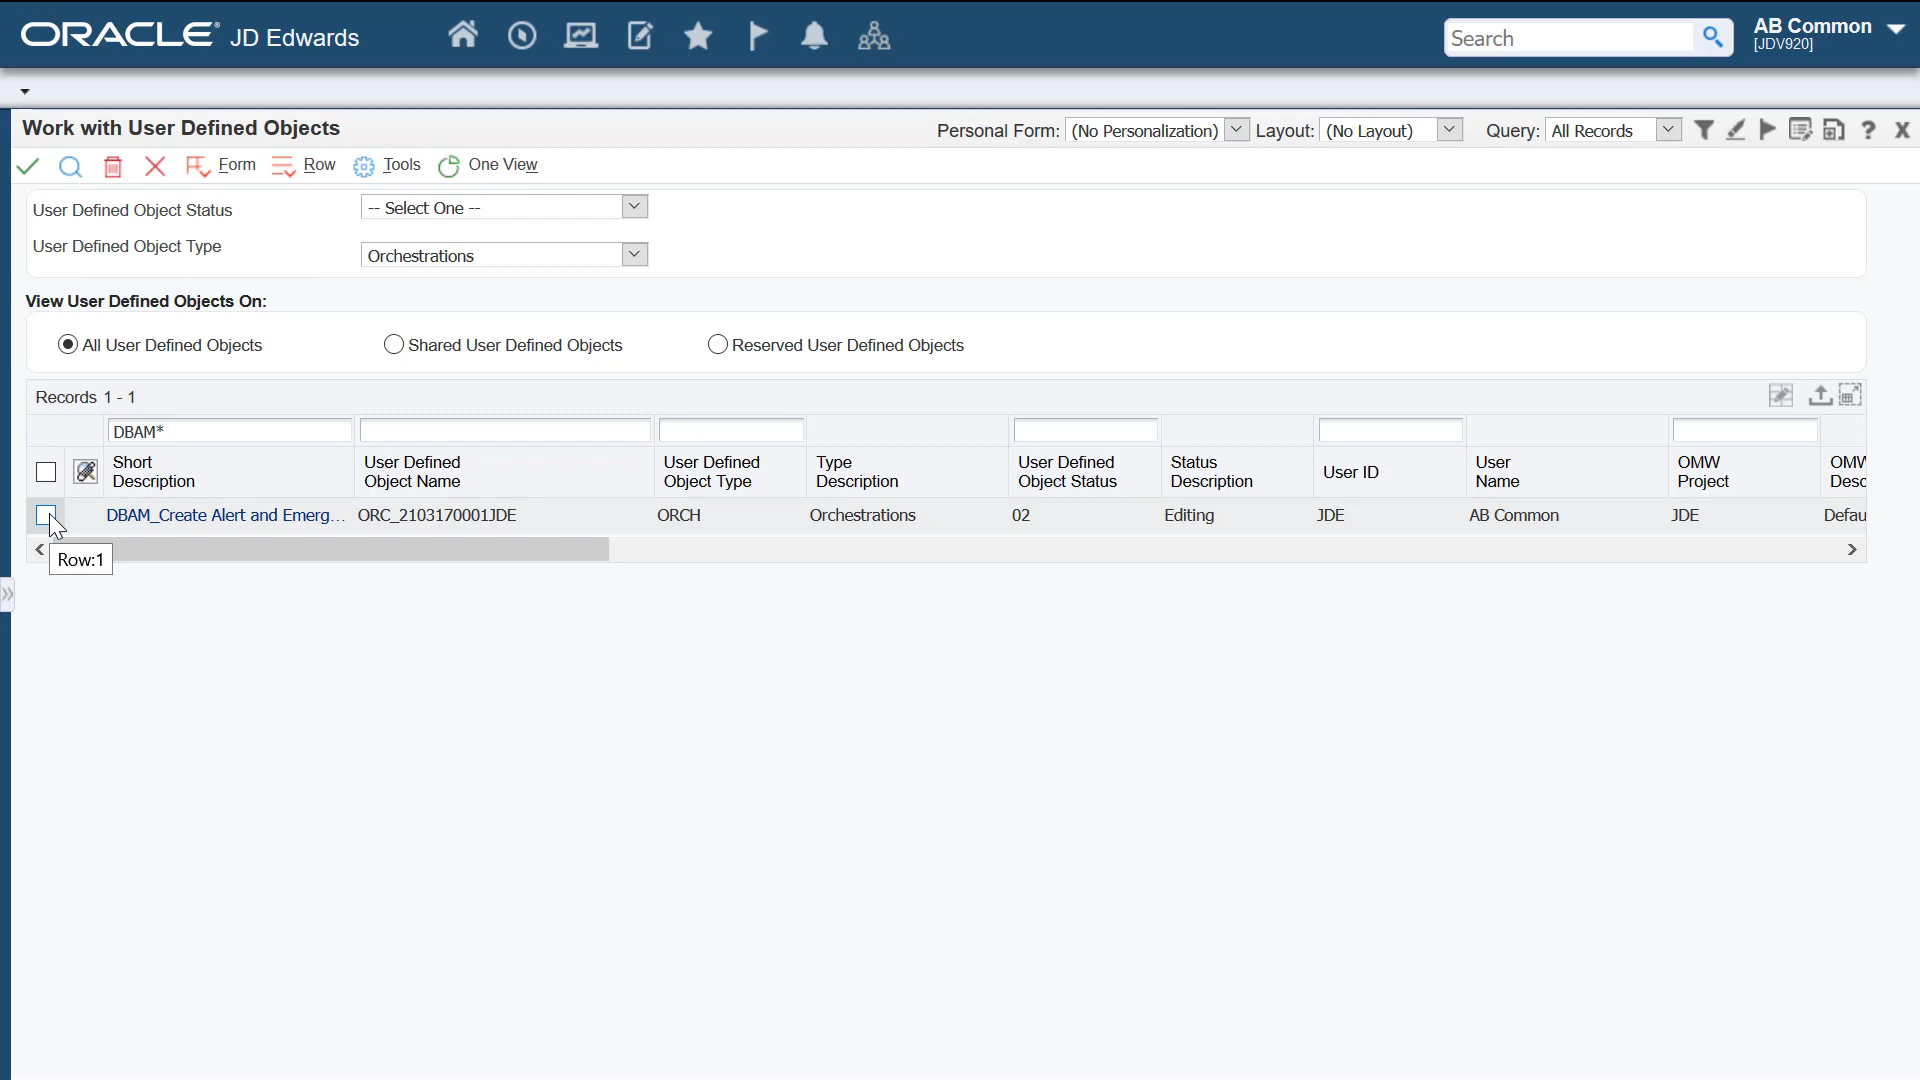 ORACLE JD Edwards
Search
AB Common
[JDV920]
Work with User Defined Objects
Personal Form: (No Personalization) Layout: (No Layout) Query: All Records
Form Row Tools One View
User Defined Object Status -- Select One --
User Defined Object Type Orchestrations
View User Defined Objects On:
All User Defined Objects Shared User Defined Objects Reserved User Defined Objects
Records 1 - 1
DBAM*
Short Description User Defined Object Name User Defined Object Type Type Description User Defined Object Status Status Description User ID User Name OMW Project OMW Desc
DBAM_Create Alert and Emerg... ORC_2103170001JDE ORCH Orchestrations 02 Editing JDE AB Common JDE Defau
Row:1